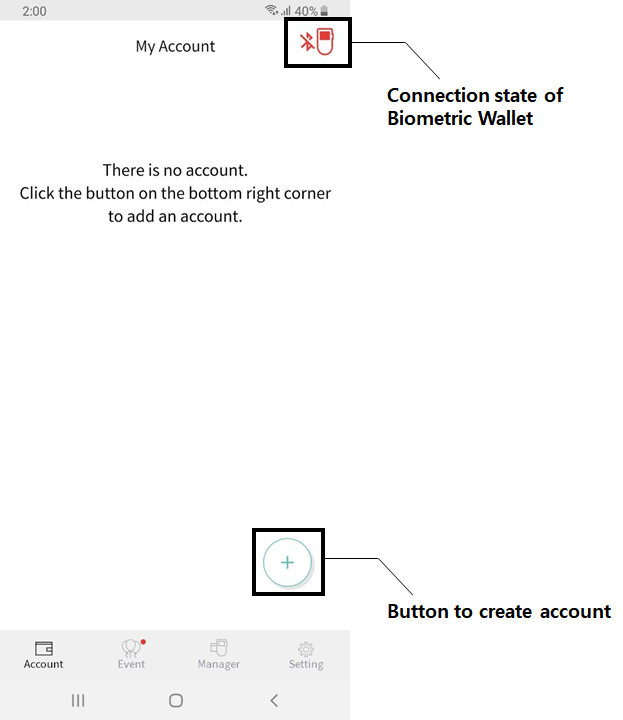 2:00
40%
My Account
Connection state of
Biometric Wallet
There is no account.
Click the button on the bottom right corner
to add an account.
+
Button to create account
Account
Event
Manager
Setting